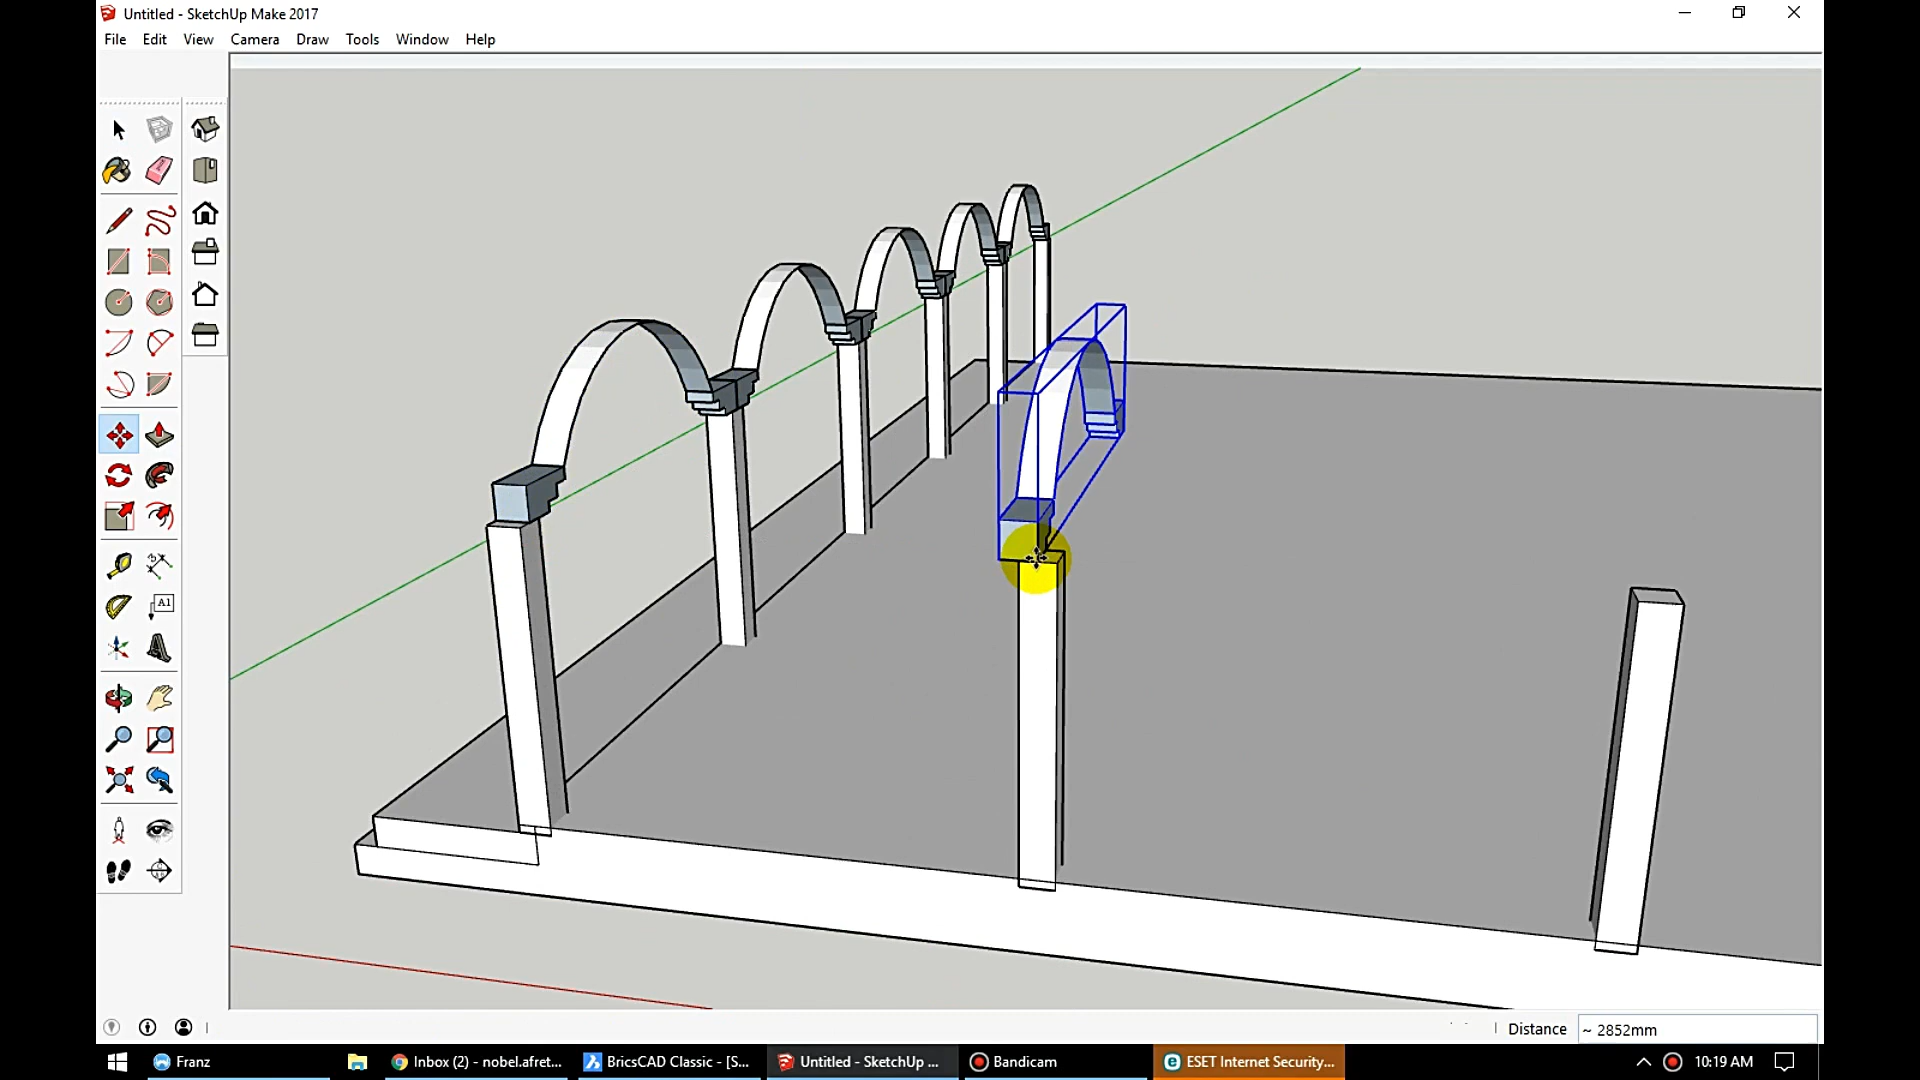 Untitled - SketchUp Make 2017
File Edit View Camera Draw Tools Window Help
A1
Distance ~ 2852mm
Franz Inbox (2) - nobel.afret... BricsCAD Classic - [S... Untitled - SketchUp ... Bandicam ESET Internet Security... 10:19 AM